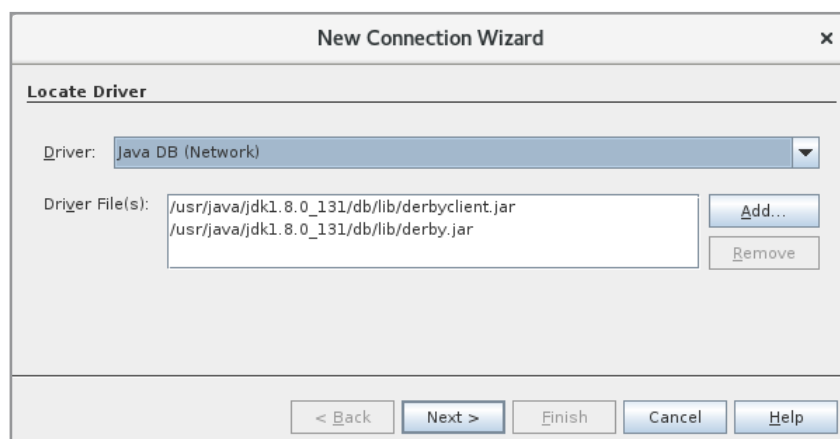 New Connection Wizard ×
Locate Driver
Driver: Java DB (Network)
Driver File(s): /usr/java/jdk1.8.0_131/db/lib/derbyclient.jar Add...
/usr/java/jdk1.8.0_131/db/lib/derby.jar
Remove
< Back Next > Finish Cancel Help